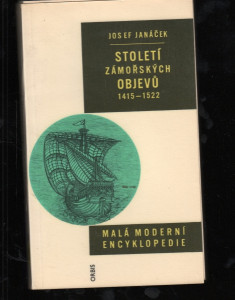 JOSEF JANÁČEK
STOLETÍ
ZÁMOŘSKÝCH
OBJEVŮ
1415–1522
MALÁ MODERNÍ
ENCYKLOPEDIE
ORBIS